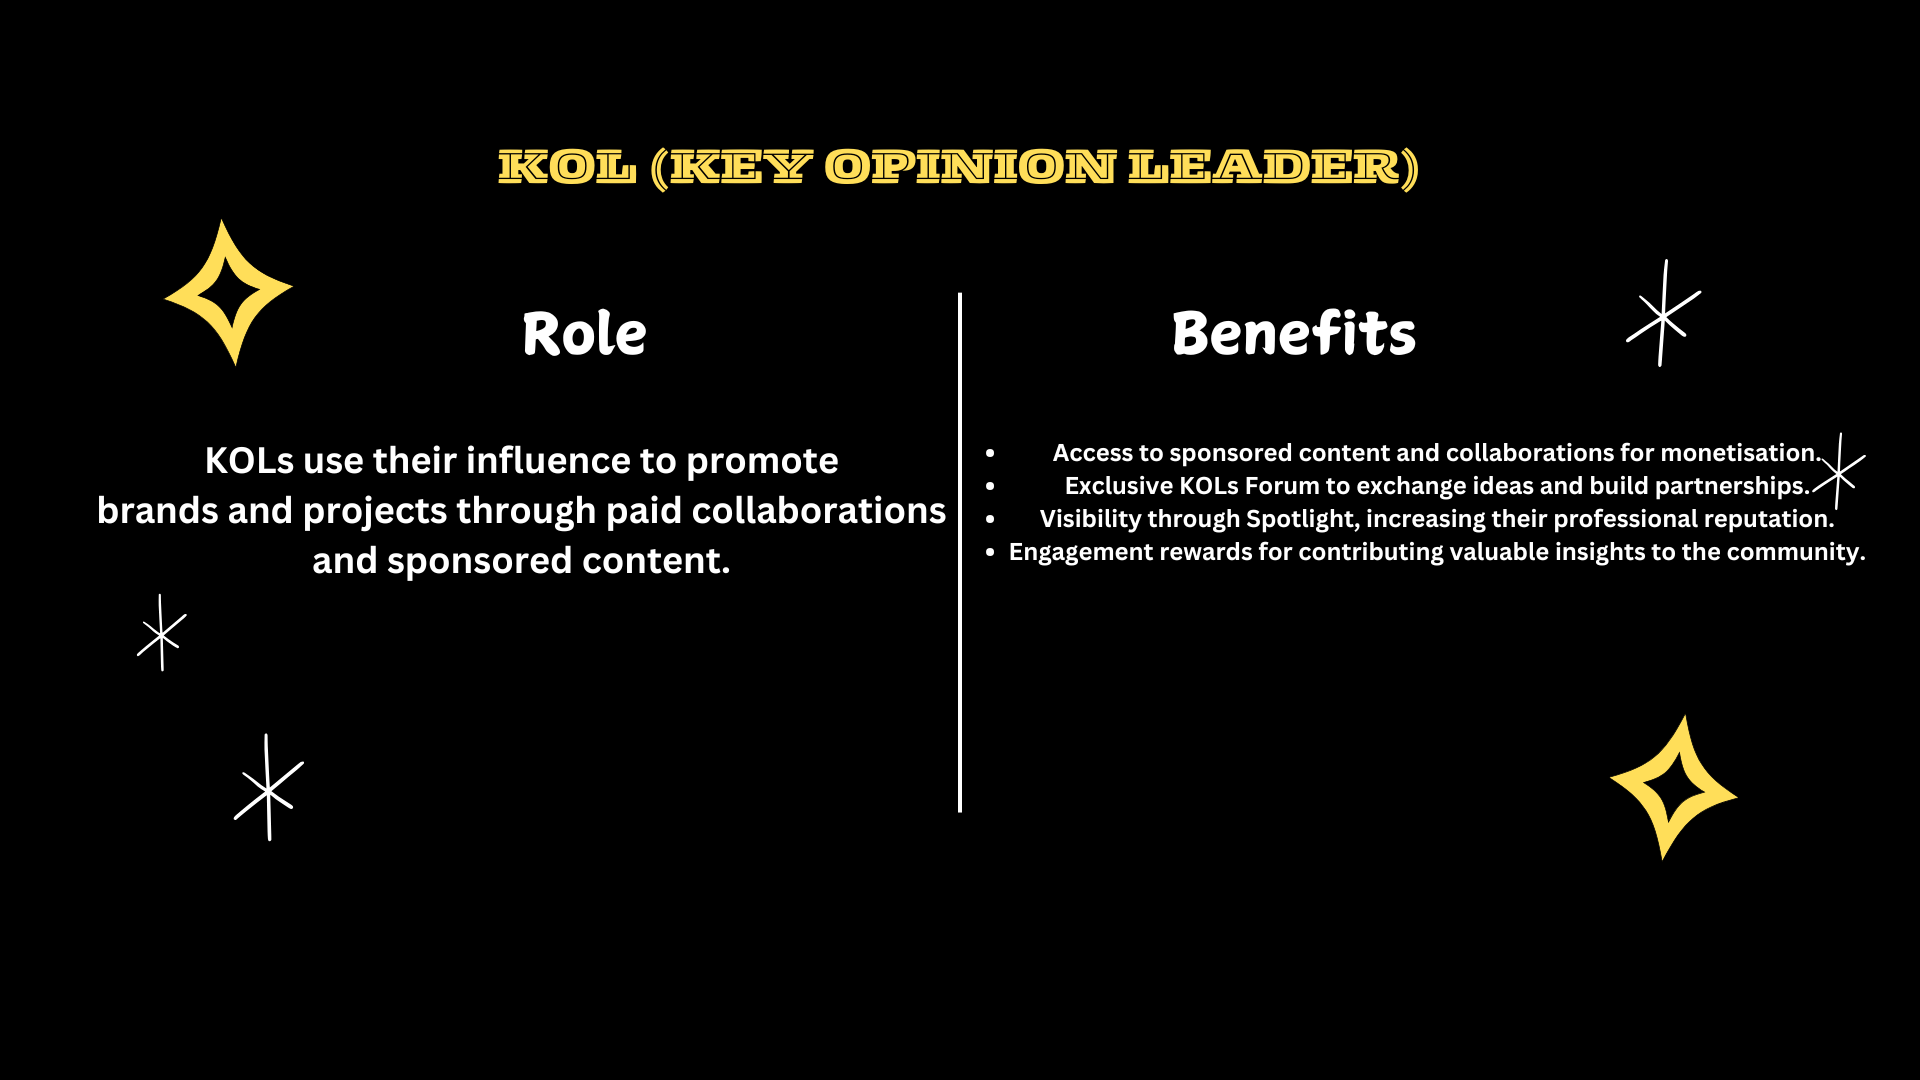 KOL (KEY OPINION LEADER)
Role
KOLs use their influence to promote
brands and projects through paid collaborations
and sponsored content.
Benefits
• Access to sponsored content and collaborations for monetisation.
• Exclusive KOLs Forum to exchange ideas and build partnerships.
• Visibility through Spotlight, increasing their professional reputation.
• Engagement rewards for contributing valuable insights to the community.